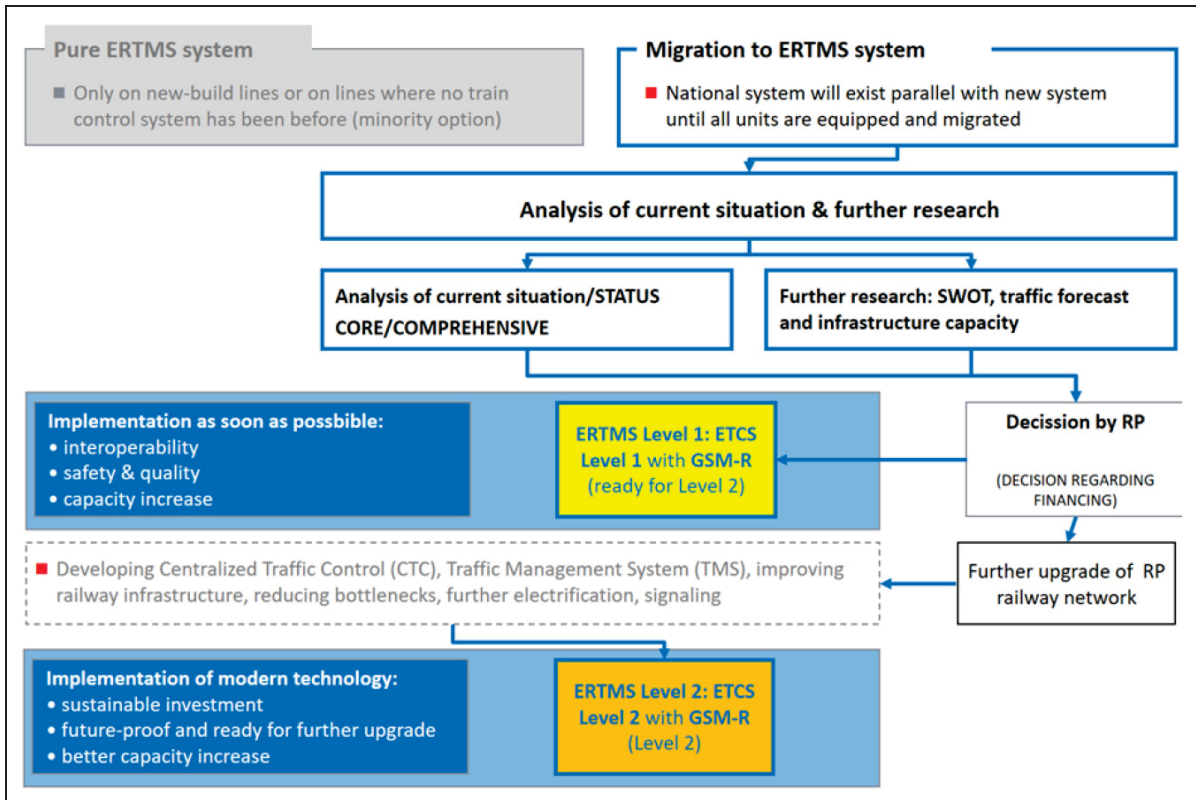 Pure ERTMS system
■ Only on new-build lines or on lines where no train
control system has been before (minority option)
Migration to ERTMS system
■ National system will exist parallel with new system
until all units are equipped and migrated
Analysis of current situation & further research
Analysis of current situation/STATUS
CORE/COMPREHENSIVE
Further research: SWOT, traffic forecast
and infrastructure capacity
Implementation as soon as possbible:
• interoperability
• safety & quality
• capacity increase
ERTMS Level 1: ETCS
Level 1 with GSM-R
(ready for Level 2)
Decission by RP
(DECISION REGARDING
FINANCING)
■ Developing Centralized Traffic Control (CTC), Traffic Management System (TMS), improving
railway infrastructure, reducing bottlenecks, further electrification, signaling
Further upgrade of RP
railway network
Implementation of modern technology:
• sustainable investment
• future-proof and ready for further upgrade
• better capacity increase
ERTMS Level 2: ETCS
Level 2 with GSM-R
(Level 2)